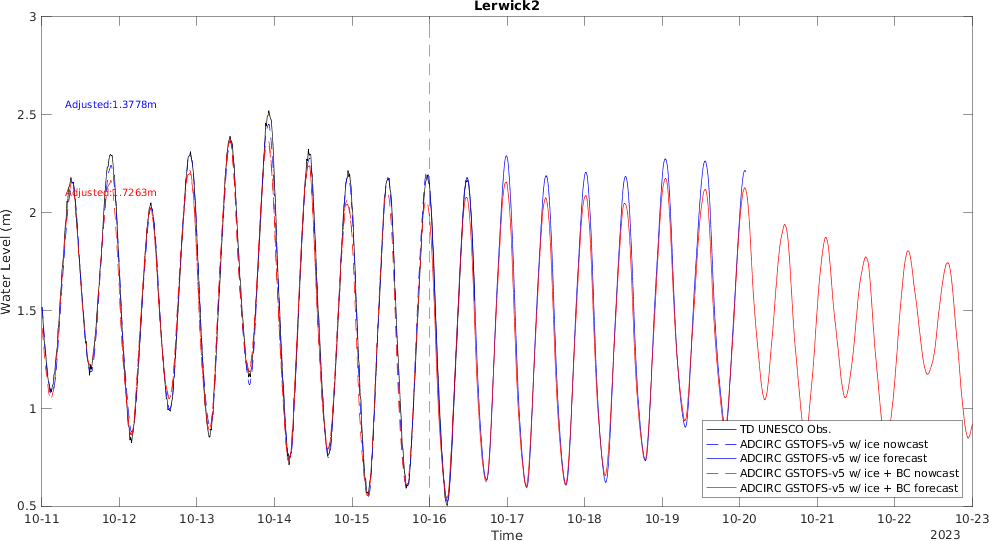 Lerwick2
3
2.5
2
1.5
1
0.5
Water Level (m)
Adjusted:1.3778m
Adjusted:1.7263m
TD UNESCO Obs.
ADCIRC GSTOFS-v5 w/ ice nowcast
ADCIRC GSTOFS-v5 w/ ice forecast
ADCIRC GSTOFS-v5 w/ ice + BC nowcast
ADCIRC GSTOFS-v5 w/ ice + BC forecast
10-11 10-12 10-13 10-14 10-15 10-16 10-17 10-18 10-19 10-20 10-21 10-22 10-23
Time
2023